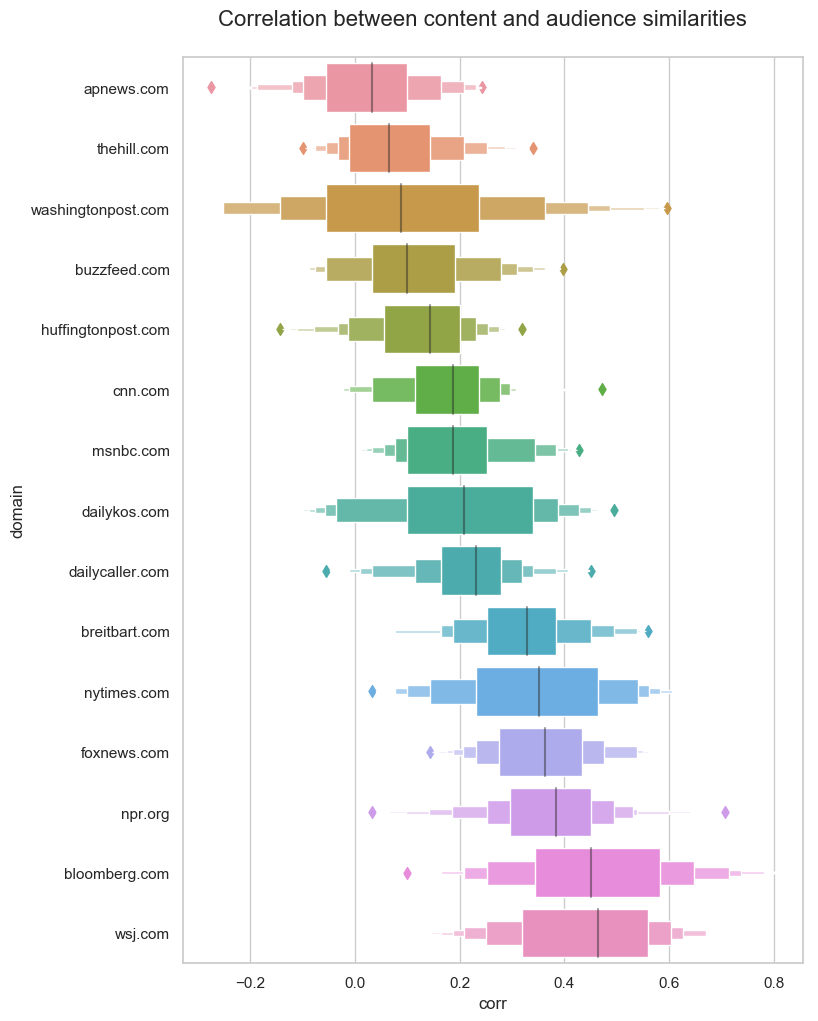 Correlation between content and audience similarities
apnews.com
thehill.com
washingtonpost.com
buzzfeed.com
huffingtonpost.com
cnn.com
msnbc.com
dailykos.com
dailycaller.com
breitbart.com
nytimes.com
foxnews.com
npr.org
bloomberg.com
wsj.com
domain
−0.2 0.0 0.2 0.4 0.6 0.8
corr